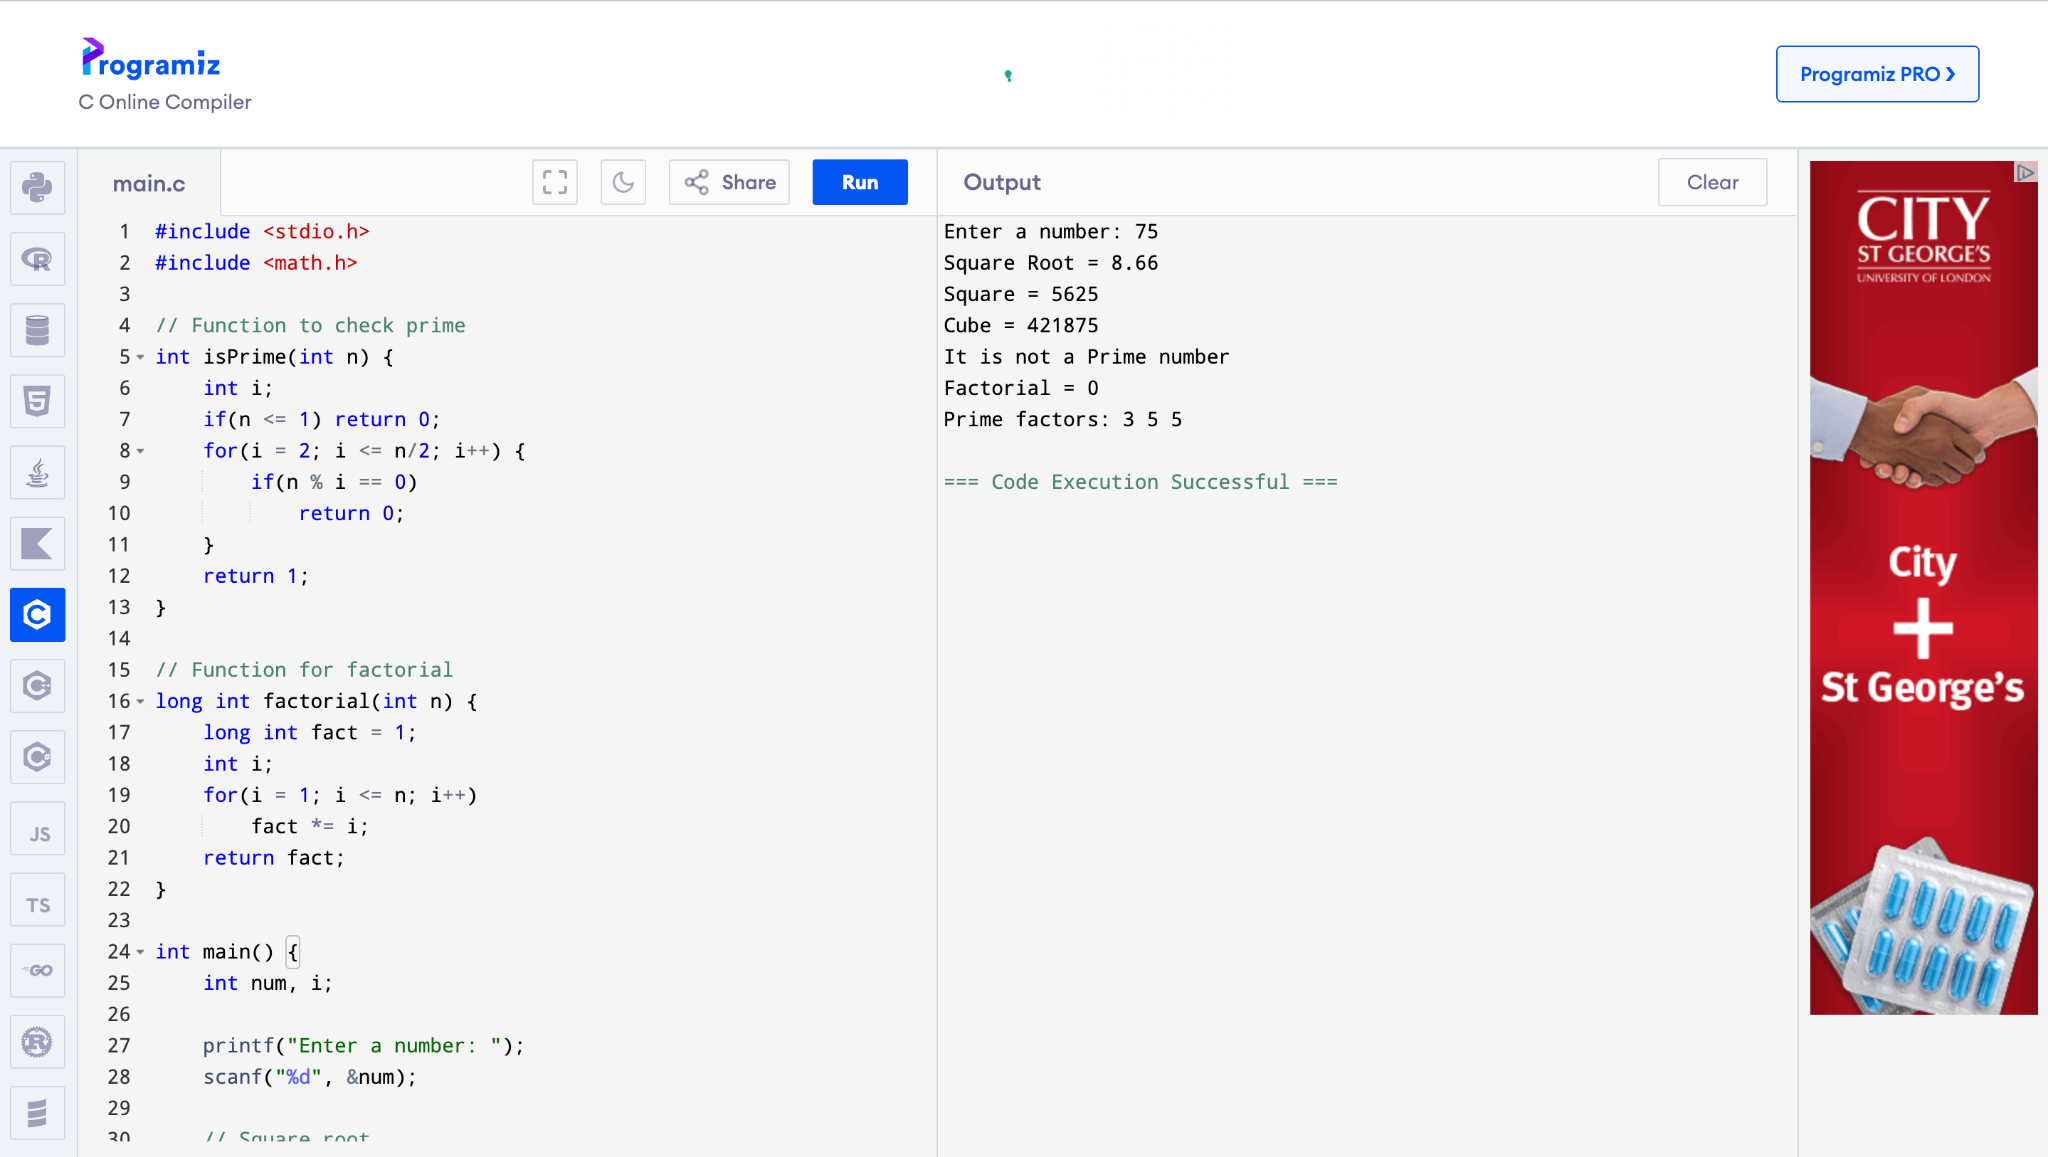 Programiz
C Online Compiler
Programiz PRO ❯
main.c
Share
Run
Output
Clear
1 #include <stdio.h>
2 #include <math.h>
3
4 // Function to check prime
5 int isPrime(int n) {
6     int i;
7     if(n <= 1) return 0;
8     for(i = 2; i <= n/2; i++) {
9         if(n % i == 0)
10             return 0;
11     }
12     return 1;
13 }
14
15 // Function for factorial
16 long int factorial(int n) {
17     long int fact = 1;
18     int i;
19     for(i = 1; i <= n; i++)
20         fact *= i;
21     return fact;
22 }
23
24 int main() {
25     int num, i;
26
27     printf("Enter a number: ");
28     scanf("%d", &num);
29
30     // Square root
Enter a number: 75
Square Root = 8.66
Square = 5625
Cube = 421875
It is not a Prime number
Factorial = 0
Prime factors: 3 5 5
=== Code Execution Successful ===
R
5
C
C
C
JS
TS
GO
R
CITY
ST GEORGE'S
UNIVERSITY OF LONDON
City
+
St George's